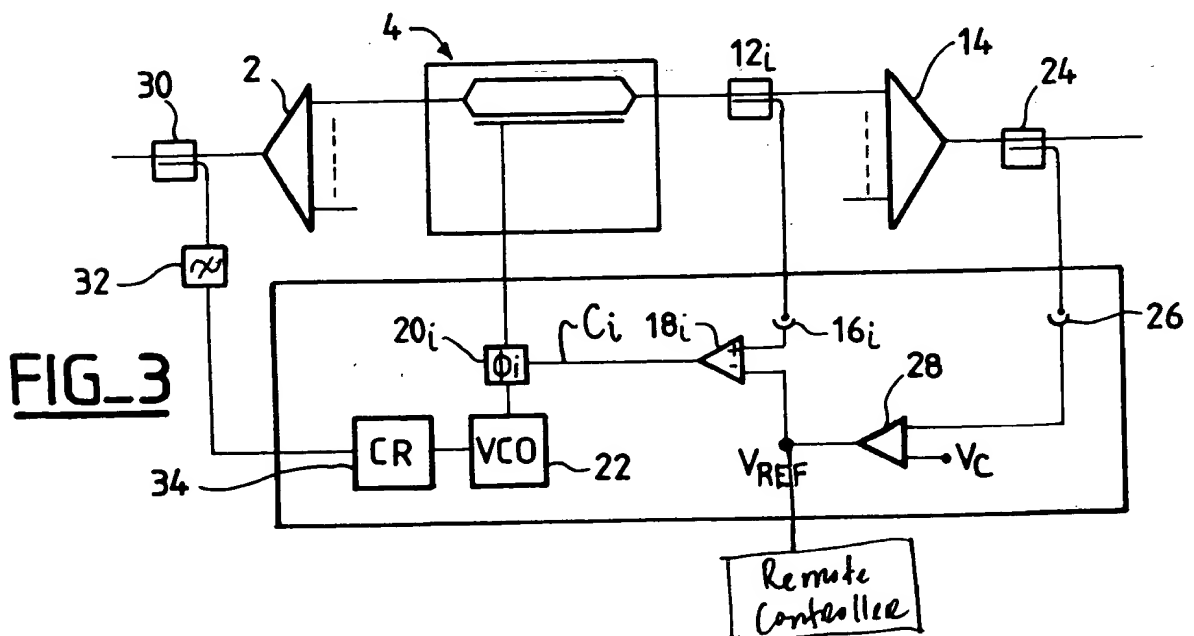 4
2
12i
14
30
24
32
20i
Ci
18i
16i
26
Φi
28
FIG_3
CR
VCO
VREF
VC
34
22
Remote
Controller